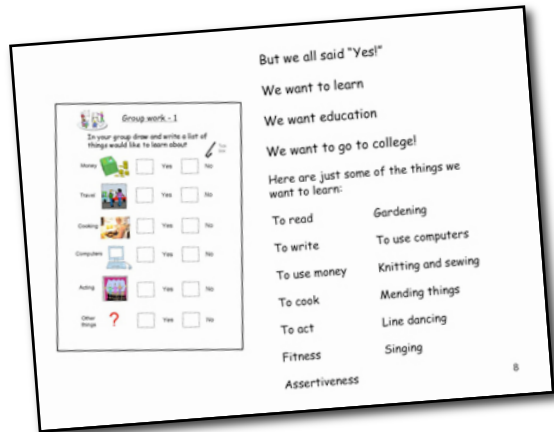 Group work - 1
In your group draw and write a list of
things would like to learn about
Money Yes No
Travel Yes No
Cooking Yes No
Computers Yes No
Acting Yes No
Other
things ? Yes No
But we all said "Yes!"
We want to learn
We want education
We want to go to college!
Here are just some of the things we
want to learn:
To read
To write
To use money
To cook
To act
Fitness
Assertiveness
Gardening
To use computers
Knitting and sewing
Mending things
Line dancing
Singing
8